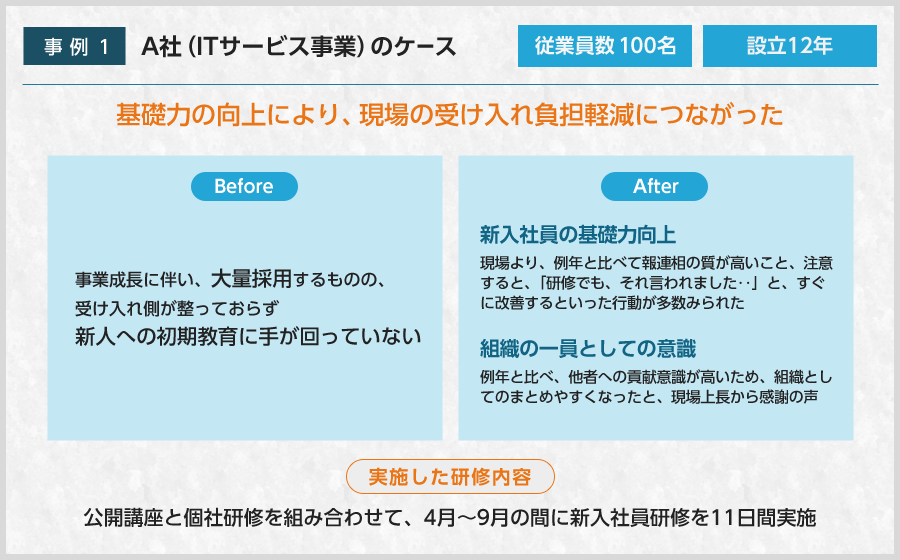 事例 1
A社（ITサービス事業）のケース
従業員数 100名
設立12年
基礎力の向上により、現場の受け入れ負担軽減につながった
Before
事業成長に伴い、大量採用するものの、
受け入れ側が整っておらず
新人への初期教育に手が回っていない
After
新入社員の基礎力向上
現場より、例年と比べて報連相の質が高いこと、注意
すると、「研修でも、それ言われました‥」と、すぐ
に改善するといった行動が多数みられた
組織の一員としての意識
例年と比べ、他者への貢献意識が高いため、組織とし
てのまとめやすくなったと、現場上長から感謝の声
実施した研修内容
公開講座と個社研修を組み合わせて、4月～9月の間に新入社員研修を11日間実施